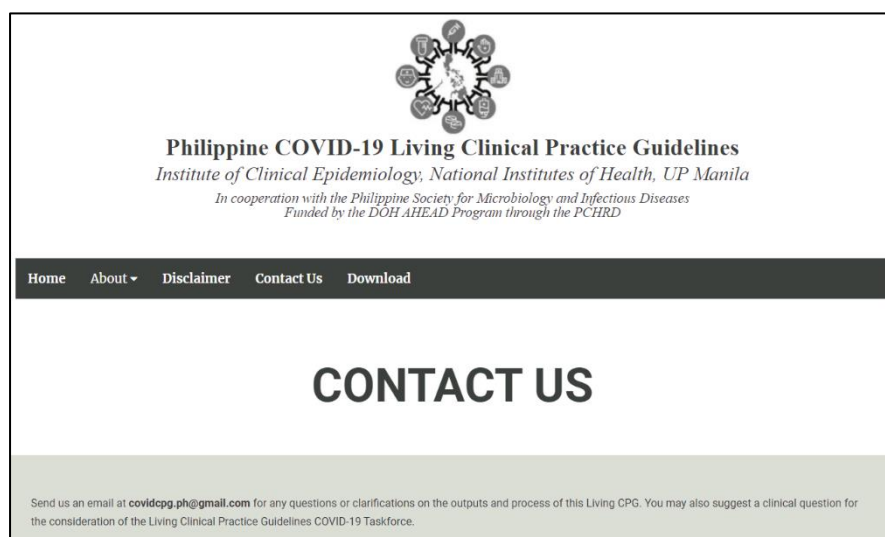 Philippine COVID-19 Living Clinical Practice Guidelines
Institute of Clinical Epidemiology, National Institutes of Health, UP Manila
In cooperation with the Philippine Society for Microbiology and Infectious Diseases
Funded by the DOH AHEAD Program through the PCHRD
Home About Disclaimer Contact Us Download
CONTACT US
Send us an email at covidcpg.ph@gmail.com for any questions or clarifications on the outputs and process of this Living CPG. You may also suggest a clinical question for
the consideration of the Living Clinical Practice Guidelines COVID-19 Taskforce.